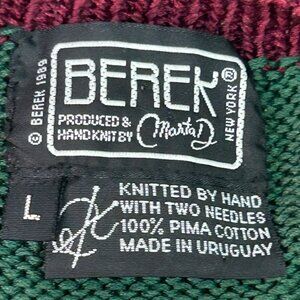 © BEREK 1989
BEREK
®
NEW YORK
PRODUCED &
HAND KNIT BY
Marta D
L
KNITTED BY HAND
WITH TWO NEEDLES
100% PIMA COTTON
MADE IN URUGUAY